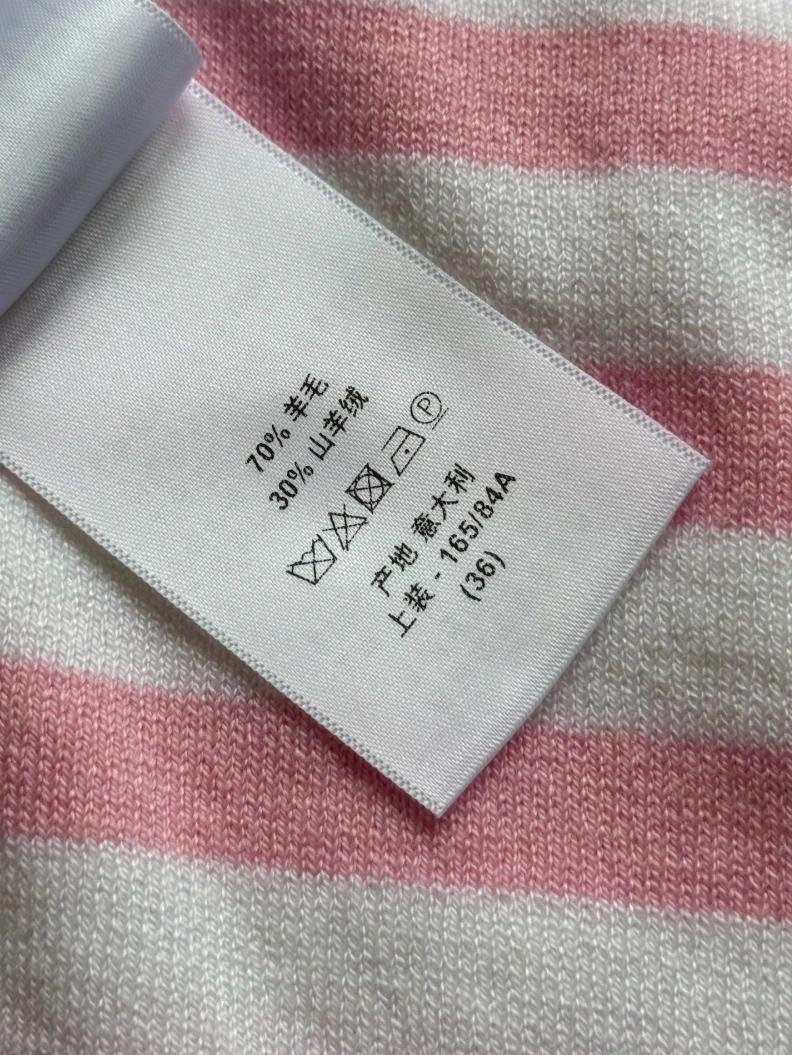 70% 羊毛
30% 山羊绒
P
产地 意大利
上装 - 165/84A
(36)